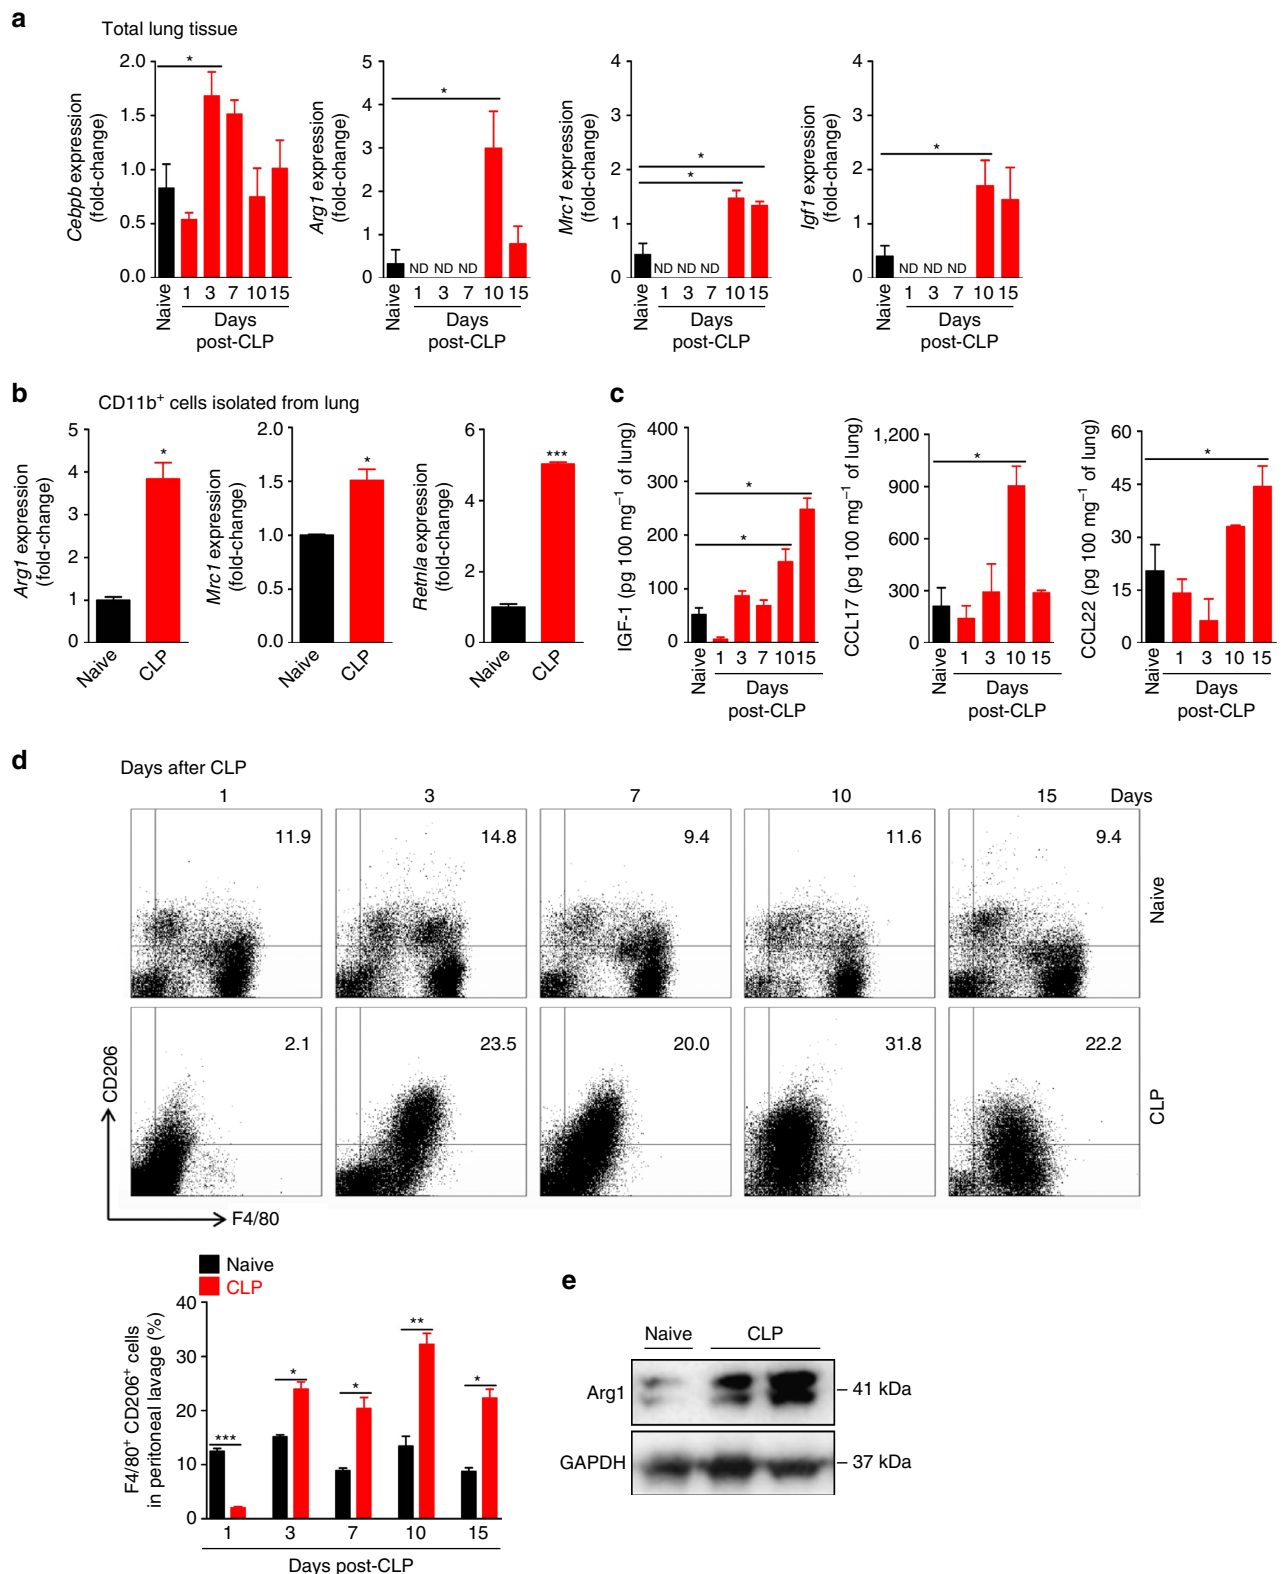 a
Total lung tissue
Cebpb expression
(fold-change)
2.0
1.5
1.0
0.5
0.0
*
Naive
1 3 7 10 15
Days
post-CLP
Arg1 expression
(fold-change)
5
4
3
2
1
0
*
ND ND ND
Naive
1 3 7 10 15
Days
post-CLP
Mrc1 expression
(fold-change)
4
3
2
1
0
*
*
ND ND ND
Naive
1 3 7 10 15
Days
post-CLP
Igf1 expression
(fold-change)
4
3
2
1
0
*
ND ND ND
Naive
1 3 7 10 15
Days
post-CLP
b
CD11b+ cells isolated from lung
Arg1 expression
(fold-change)
5
4
3
2
1
0
*
Naive
CLP
Mrc1 expression
(fold-change)
2.0
1.5
1.0
0.5
0.0
*
Naive
CLP
Retnla expression
(fold-change)
6
4
2
0
***
Naive
CLP
c
IGF-1 (pg 100 mg−1 of lung)
400
300
200
100
0
*
*
Naive
1 3 7 10 15
Days
post-CLP
CCL17 (pg 100 mg−1 of lung)
1,200
900
600
300
0
*
Naive
1 3 10 15
Days
post-CLP
CCL22 (pg 100 mg−1 of lung)
60
45
30
15
0
*
Naive
1 3 10 15
Days
post-CLP
d
Days after CLP
1 3 7 10 15 Days
11.9 14.8 9.4 11.6 9.4
Naive
2.1 23.5 20.0 31.8 22.2
CLP
CD206
F4/80
Naive
CLP
F4/80+ CD206+ cells
in peritoneal lavage (%)
40
30
20
10
0
***
*
*
**
*
1 3 7 10 15
Days post-CLP
e
Naive CLP
Arg1
41 kDa
GAPDH
37 kDa